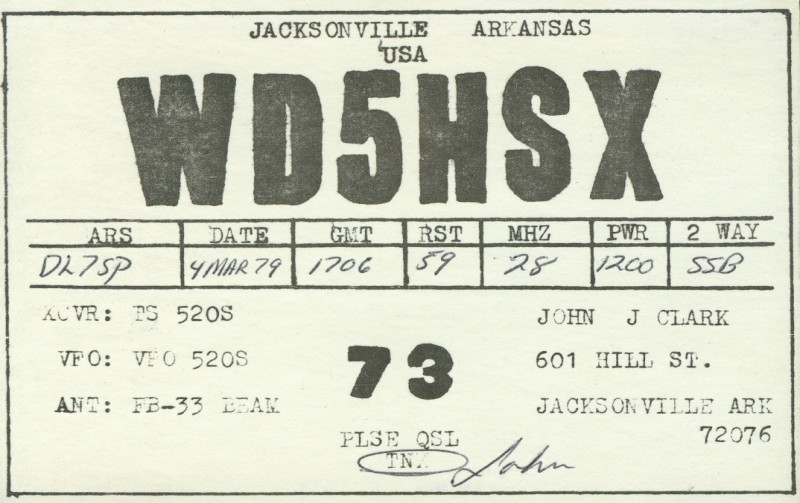 JACKSONVILLE ARKANSAS
USA
WD5HSX
ARS DATE GMT RST MHZ PWR 2 WAY
DL7SP 4 MAR 79 1706 59 28 1200 SSB
XCVR: TS 520S
VFO: VFO 520S
ANT: FB-33 BEAM
73
PLSE QSL
TNX John
JOHN J CLARK
601 HILL ST.
JACKSONVILLE ARK
72076